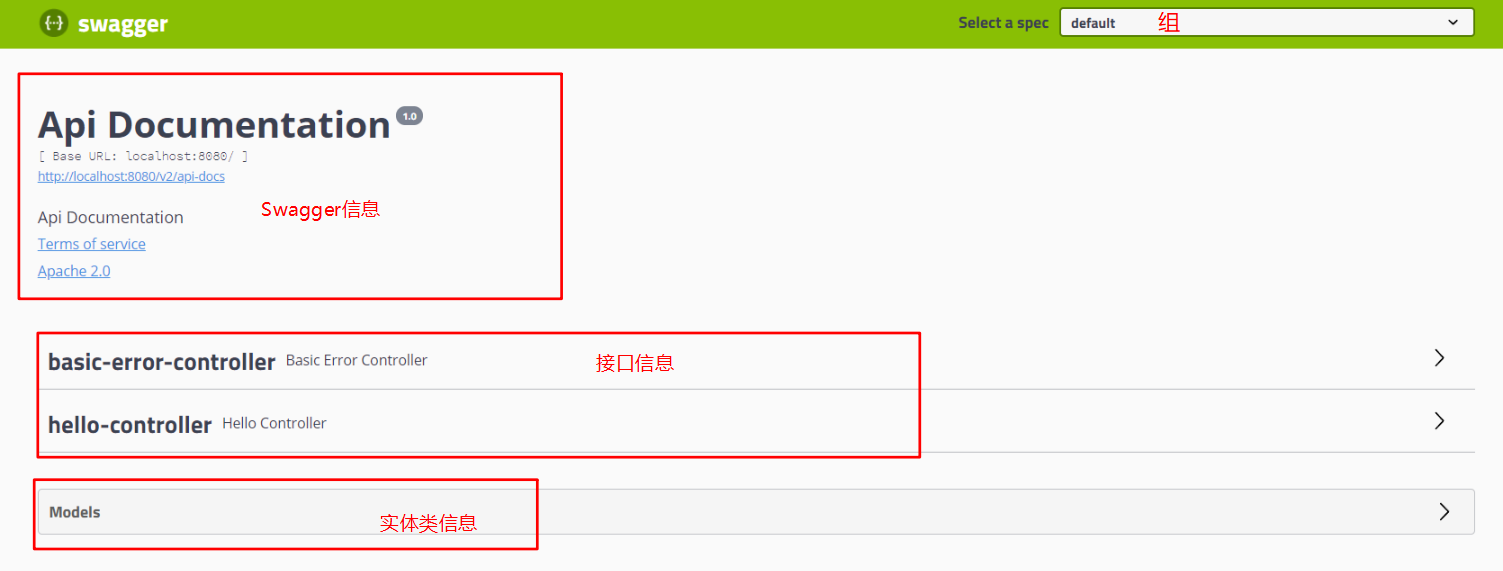 {··} swagger
Select a spec default 组
Api Documentation 1.0
[ Base URL: localhost:8080/ ]
http://localhost:8080/v2/api-docs
Swagger信息
Api Documentation
Terms of service
Apache 2.0
basic-error-controller Basic Error Controller 接口信息
hello-controller Hello Controller
Models 实体类信息